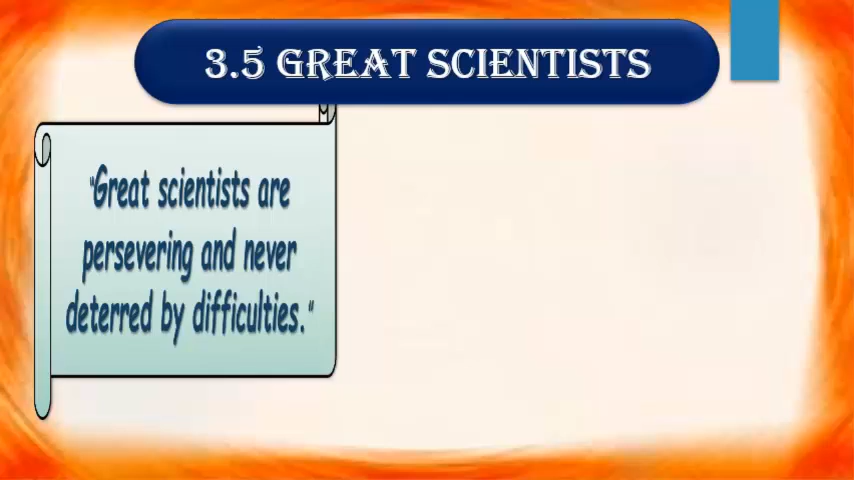 3.5 GREAT SCIENTISTS
"Great scientists are
persevering and never
deterred by difficulties."